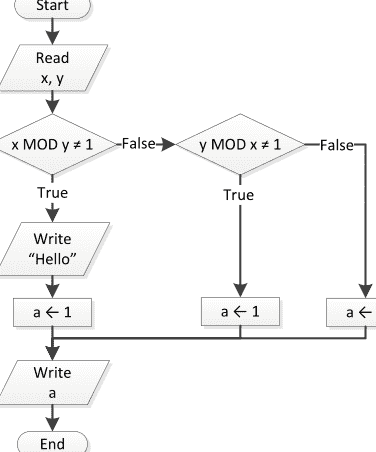 Start
Read
x, y
x MOD y ≠ 1
False
y MOD x ≠ 1
False
True
True
Write
“Hello”
a ← 1
a ← 1
a ←
Write
a
End